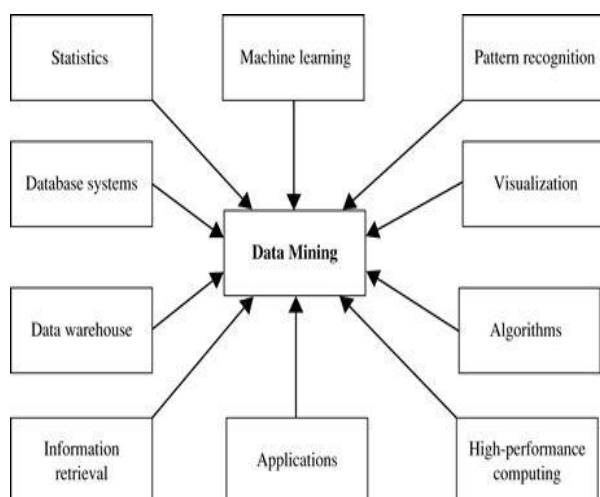 Statistics
Machine learning
Pattern recognition
Database systems
Visualization
Data Mining
Data warehouse
Algorithms
Information
retrieval
Applications
High-performance
computing